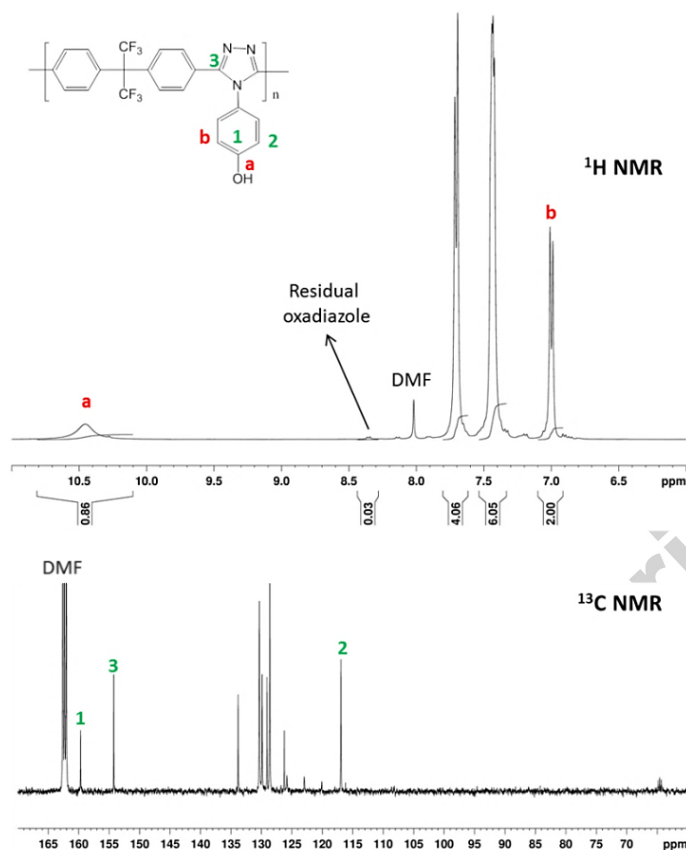 CF3
N N
3
CF3
N
n
b 1 2
a
OH
1H NMR
b
Residual
oxadiazole
DMF
a
10.5 10.0 9.5 9.0 8.5 8.0 7.5 7.0 6.5 ppm
0.86 0.03 4.06 6.05 2.00
DMF
13C NMR
3 2
1
165 160 155 150 145 140 135 130 125 120 115 110 105 100 95 90 85 80 75 70 ppm